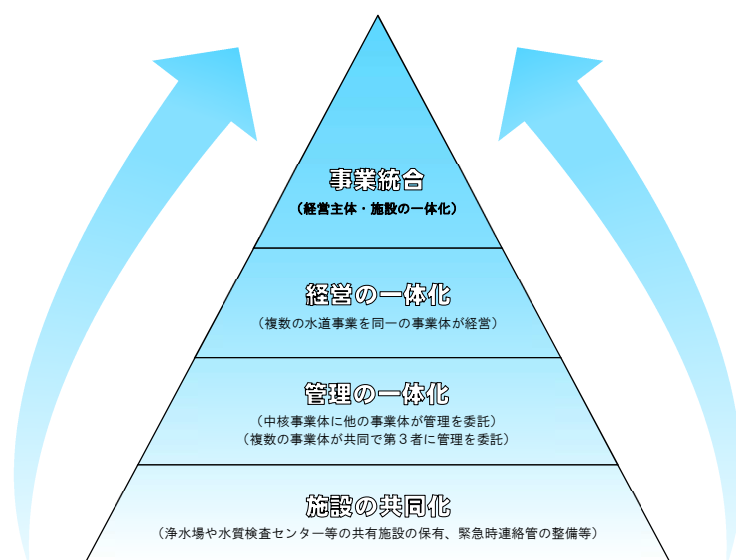 事業統合
（経営主体・施設の一体化）
経営の一体化
（複数の水道事業を同一の事業体が経営）
管理の一体化
（中核事業体に他の事業体が管理を委託）
（複数の事業体が共同で第３者に管理を委託）
施設の共同化
（浄水場や水質検査センター等の共有施設の保有、緊急時連絡管の整備等）